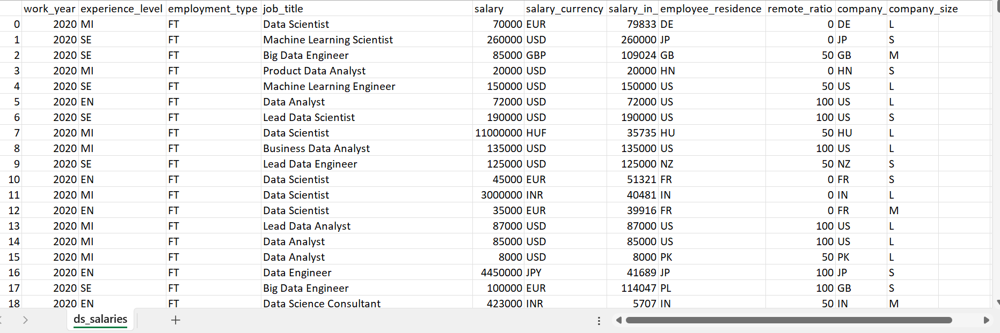 work_year experience_level employment_type job_title salary salary_currency salary_in_ employee_residence remote_ratio company_ company_size
0 2020 MI FT Data Scientist 70000 EUR 79833 DE 0 DE L
1 2020 SE FT Machine Learning Scientist 260000 USD 260000 JP 0 JP S
2 2020 SE FT Big Data Engineer 85000 GBP 109024 GB 50 GB M
3 2020 MI FT Product Data Analyst 20000 USD 20000 HN 0 HN S
4 2020 SE FT Machine Learning Engineer 150000 USD 150000 US 50 US L
5 2020 EN FT Data Analyst 72000 USD 72000 US 100 US L
6 2020 SE FT Lead Data Scientist 190000 USD 190000 US 100 US S
7 2020 MI FT Data Scientist 11000000 HUF 35735 HU 50 HU L
8 2020 MI FT Business Data Analyst 135000 USD 135000 US 100 US L
9 2020 SE FT Lead Data Engineer 125000 USD 125000 NZ 50 NZ S
10 2020 EN FT Data Scientist 45000 EUR 51321 FR 0 FR S
11 2020 MI FT Data Scientist 3000000 INR 40481 IN 0 IN L
12 2020 EN FT Data Scientist 35000 EUR 39916 FR 0 FR M
13 2020 MI FT Lead Data Analyst 87000 USD 87000 US 100 US L
14 2020 MI FT Data Analyst 85000 USD 85000 US 100 US L
15 2020 MI FT Data Analyst 8000 USD 8000 PK 50 PK L
16 2020 EN FT Data Engineer 4450000 JPY 41689 JP 100 JP S
17 2020 SE FT Big Data Engineer 100000 EUR 114047 PL 100 GB S
18 2020 EN FT Data Science Consultant 423000 INR 5707 IN 50 IN M
ds_salaries